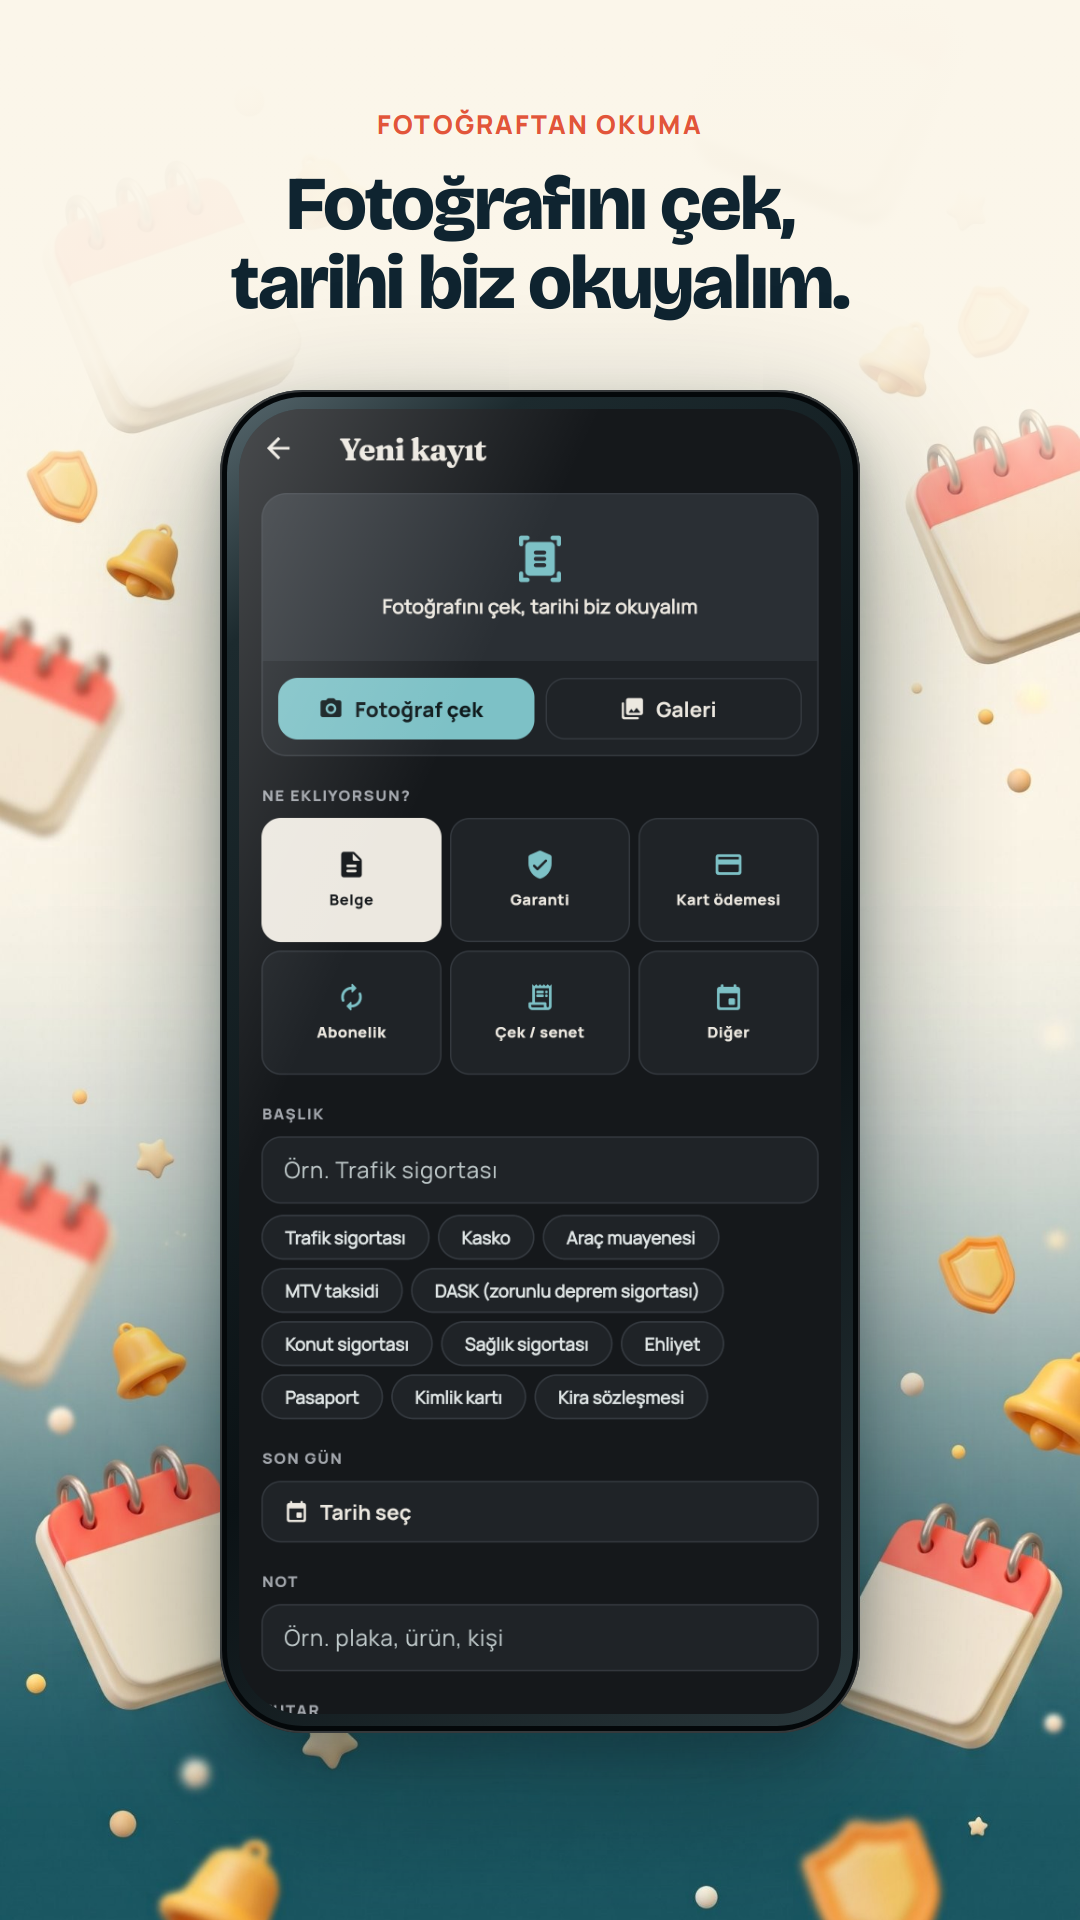 FOTOĞRAFTAN OKUMA
Fotoğrafını çek,
tarihi biz okuyalım.
Yeni kayıt
Fotoğrafını çek, tarihi biz okuyalım
Fotoğraf çek
Galeri
NE EKLIYORSUN?
Belge
Garanti
Kart ödemesi
Abonelik
Çek / senet
Diğer
BAŞLIK
Örn. Trafik sigortası
Trafik sigortası
Kasko
Araç muayenesi
MTV taksidi
DASK (zorunlu deprem sigortası)
Konut sigortası
Sağlık sigortası
Ehliyet
Pasaport
Kimlik kartı
Kira sözleşmesi
SON GÜN
Tarih seç
NOT
Örn. plaka, ürün, kişi